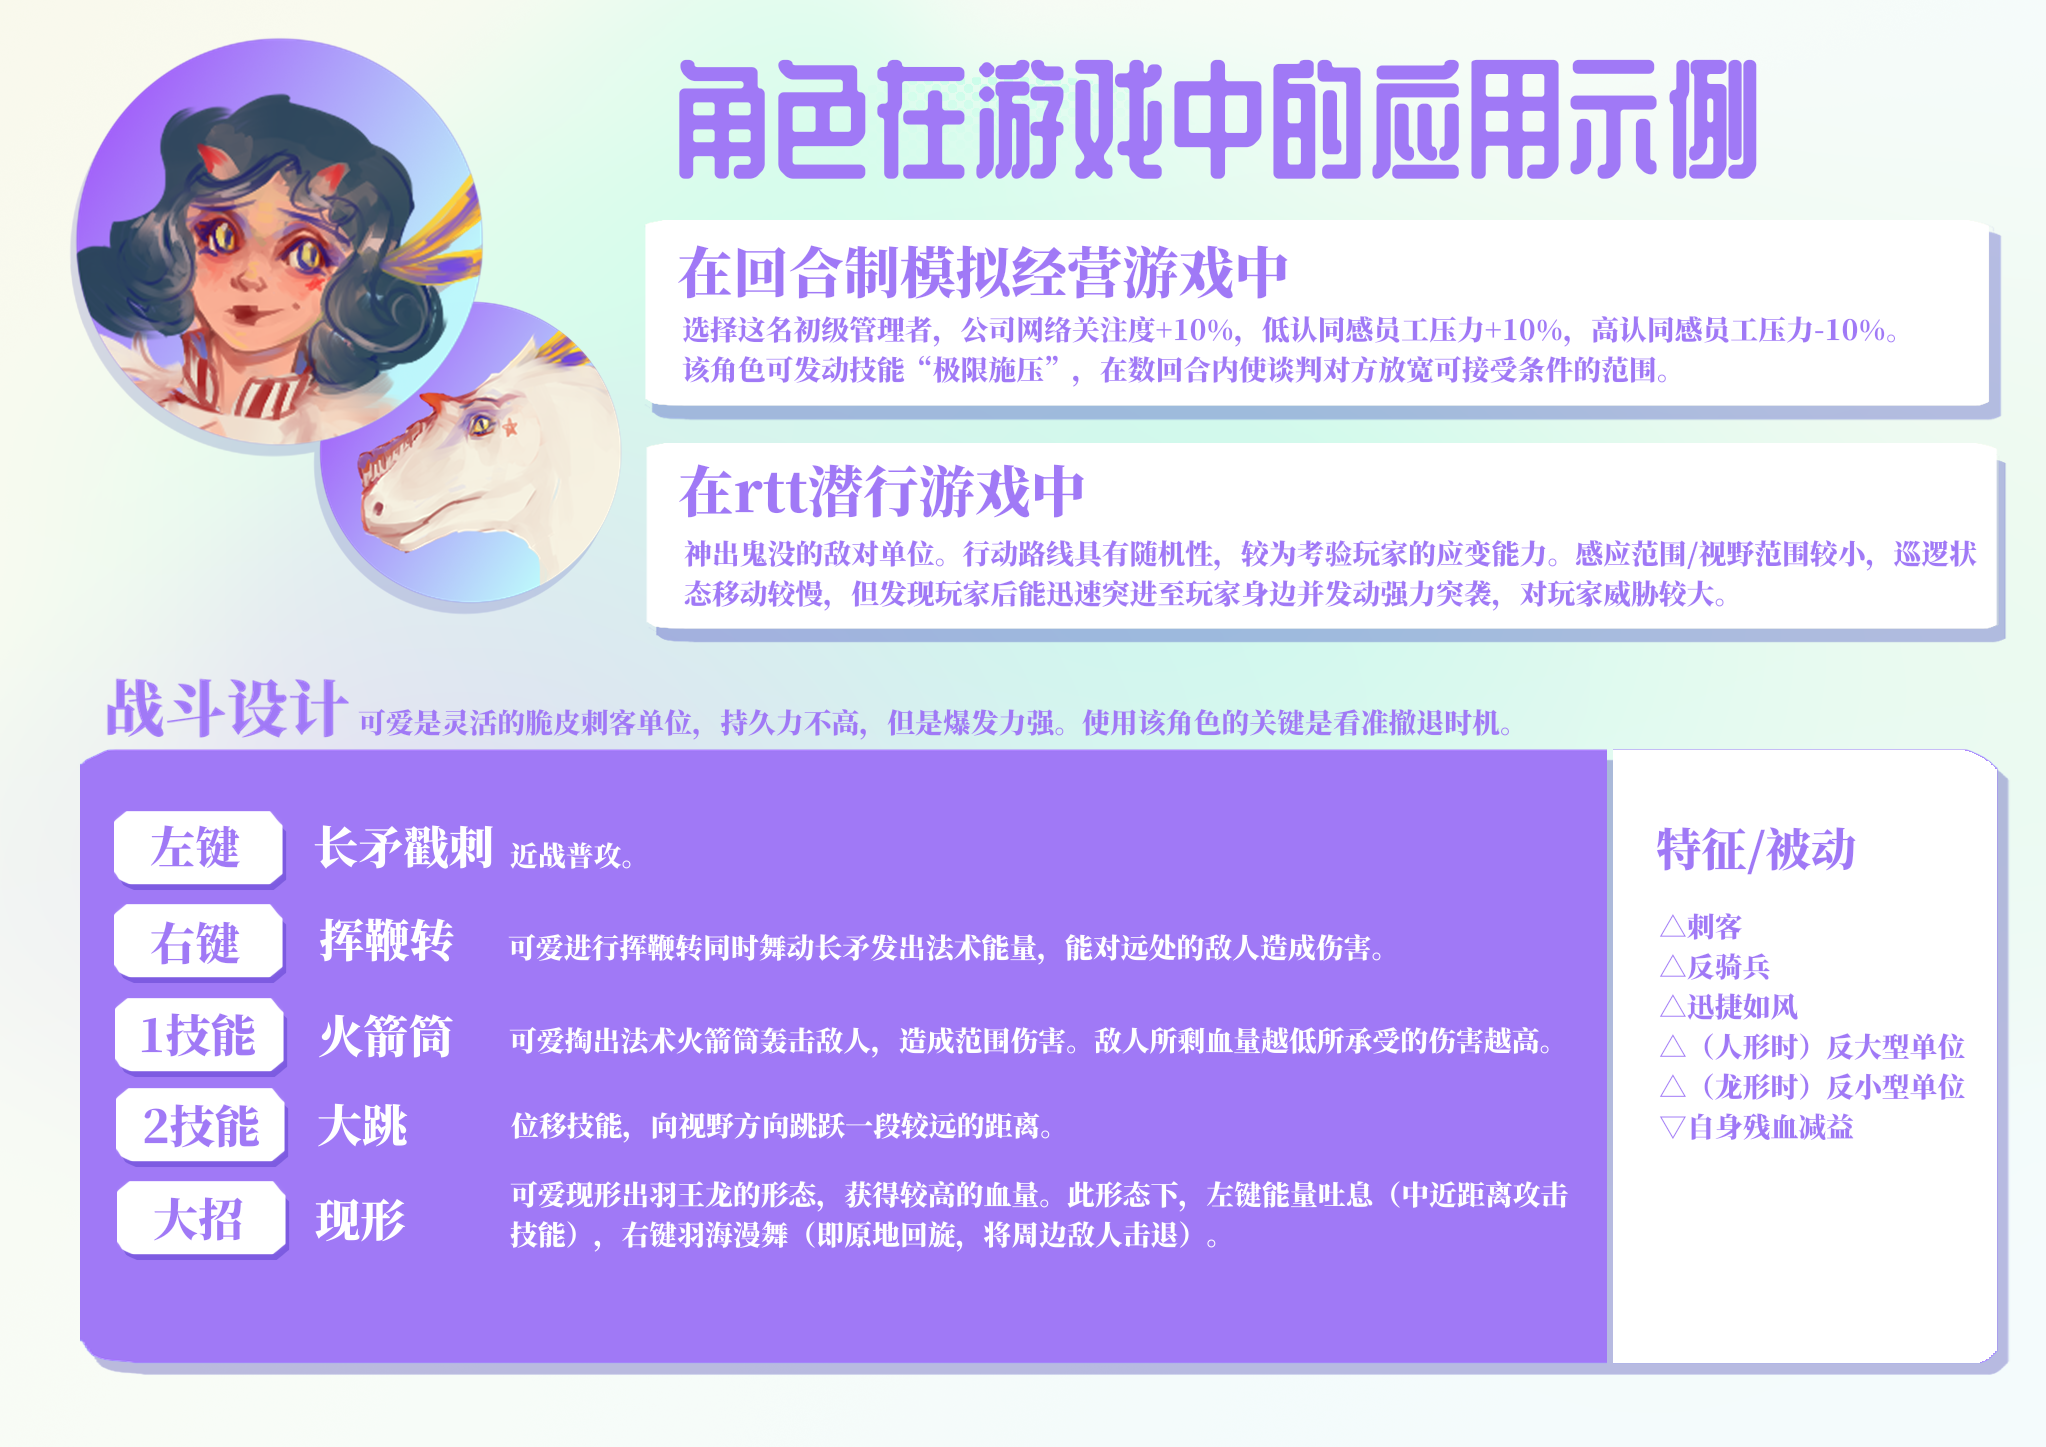 角色在游戏中的应用示例
在回合制模拟经营游戏中
选择这名初级管理者，公司网络关注度+10%，低认同感员工压力+10%，高认同感员工压力-10%。
该角色可发动技能“极限施压”，在数回合内使谈判对方放宽可接受条件的范围。
在rtt潜行游戏中
神出鬼没的敌对单位。行动路线具有随机性，较为考验玩家的应变能力。感应范围/视野范围较小，巡逻状
态移动较慢，但发现玩家后能迅速突进至玩家身边并发动强力突袭，对玩家威胁较大。
战斗设计 可爱是灵活的脆皮刺客单位，持久力不高，但是爆发力强。使用该角色的关键是看准撤退时机。
左键 长矛戳刺 近战普攻。
右键 挥鞭转 可爱进行挥鞭转同时舞动长矛发出法术能量，能对远处的敌人造成伤害。
1技能 火箭筒 可爱掏出法术火箭筒轰击敌人，造成范围伤害。敌人所剩血量越低所承受的伤害越高。
2技能 大跳 位移技能，向视野方向跳跃一段较远的距离。
大招 现形 可爱现形出羽王龙的形态，获得较高的血量。此形态下，左键能量吐息（中近距离攻击
技能），右键羽海漫舞（即原地回旋，将周边敌人击退）。
特征/被动
△刺客
△反骑兵
△迅捷如风
△（人形时）反大型单位
△（龙形时）反小型单位
▽自身残血减益